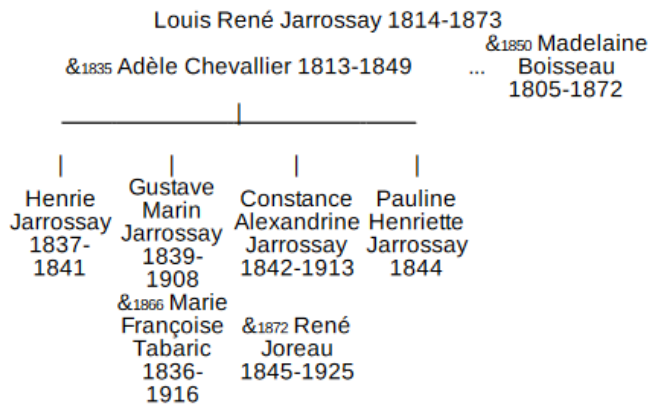 Louis René Jarrossay 1814-1873
&1835 Adèle Chevallier 1813-1849
...
&1850 Madelaine
Boisseau
1805-1872
Henrie
Jarrossay
1837-
1841
Gustave
Marin
Jarrossay
1839-
1908
&1866 Marie
Françoise
Tabaric
1836-
1916
Constance
Alexandrine
Jarrossay
1842-1913
&1872 René
Joreau
1845-1925
Pauline
Henriette
Jarrossay
1844